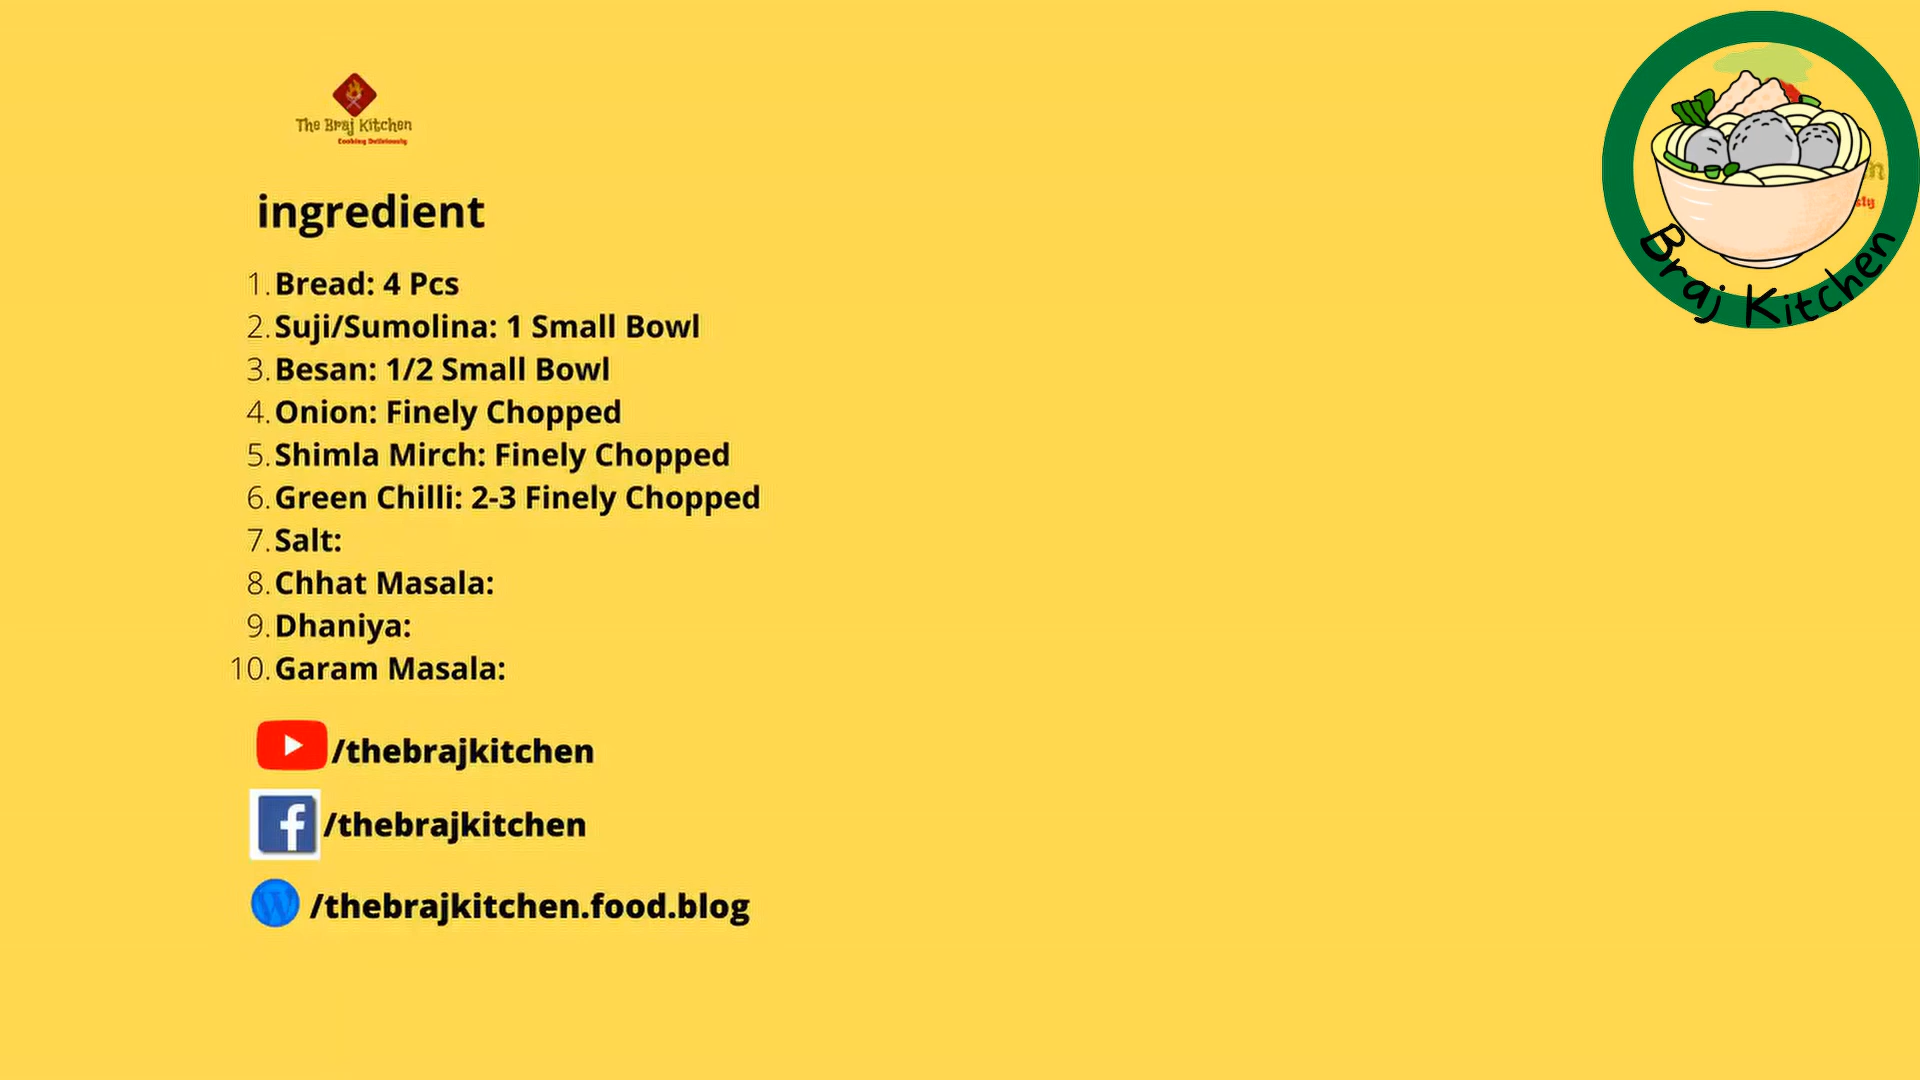 The Braj Kitchen
Cooking Deliciously
ingredient
1. Bread: 4 Pcs
2. Suji/Sumolina: 1 Small Bowl
3. Besan: 1/2 Small Bowl
4. Onion: Finely Chopped
5. Shimla Mirch: Finely Chopped
6. Green Chilli: 2-3 Finely Chopped
7. Salt:
8. Chhat Masala:
9. Dhaniya:
10. Garam Masala:
/thebrajkitchen
/thebrajkitchen
/thebrajkitchen.food.blog
Braj Kitchen